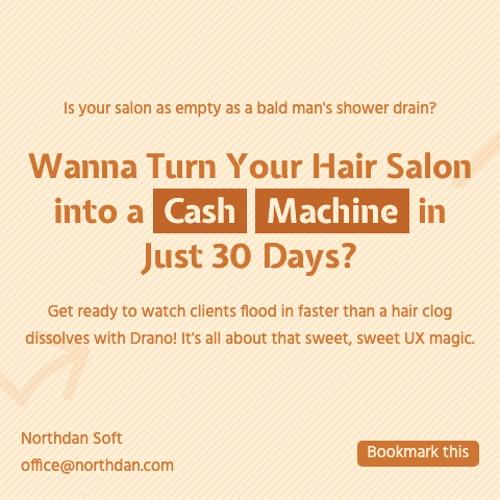 Is your salon as empty as a bald man's shower drain?
Wanna Turn Your Hair Salon
into a Cash Machine in
Just 30 Days?
Get ready to watch clients flood in faster than a hair clog
dissolves with Drano! It's all about that sweet, sweet UX magic.
Northdan Soft
office@northdan.com
Bookmark this